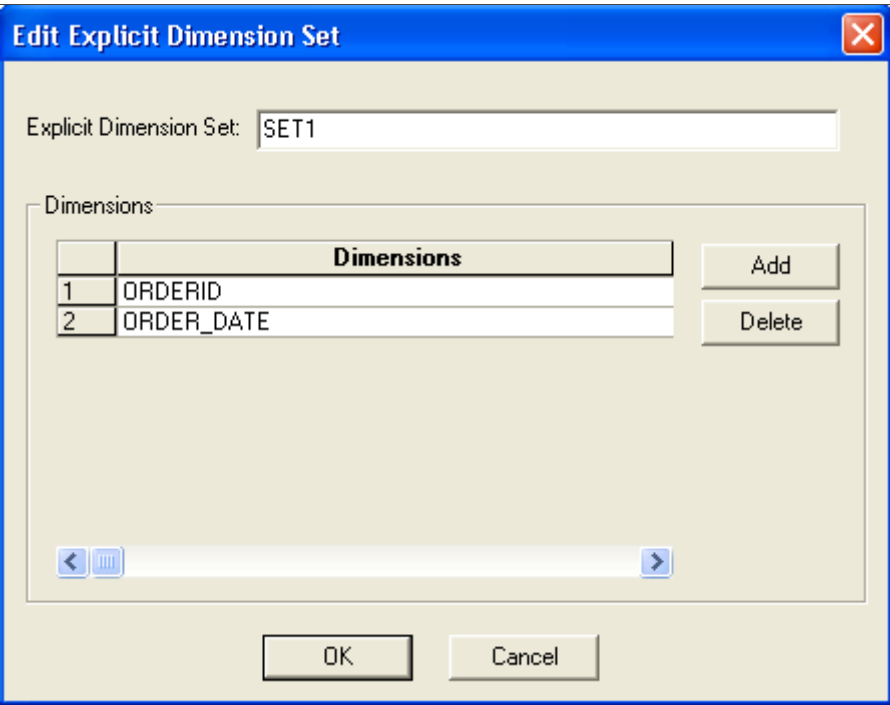 Edit Explicit Dimension Set
Explicit Dimension Set: SET1
Dimensions
Dimensions
1 ORDERID
2 ORDER_DATE
Add
Delete
OK Cancel